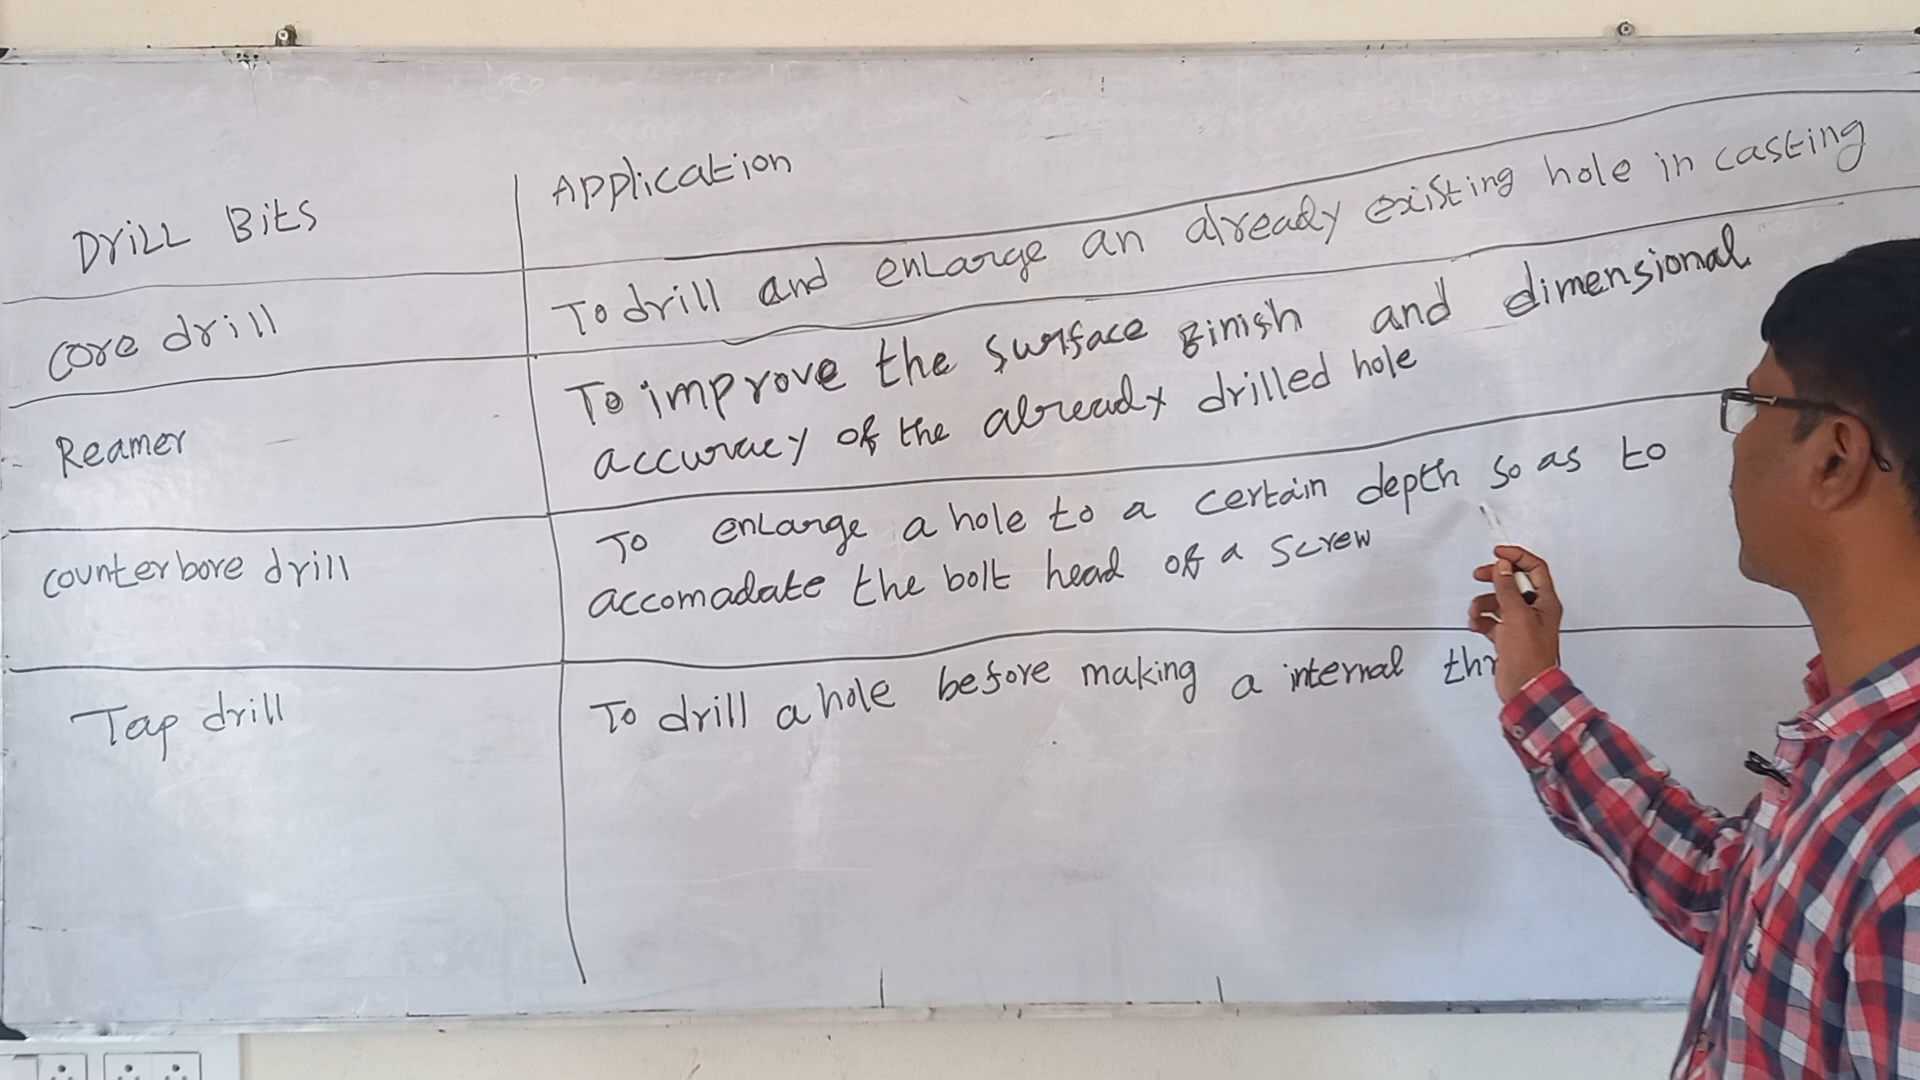 Drill Bits
Application
core drill
To drill and enlarge an already existing hole in casting
Reamer
To improve the surface finish and dimensional
accuracy of the already drilled hole
counterbore drill
To enlarge a hole to a certain depth so as to
accomadate the bolt head of a screw
Tap drill
To drill a hole before making a internal